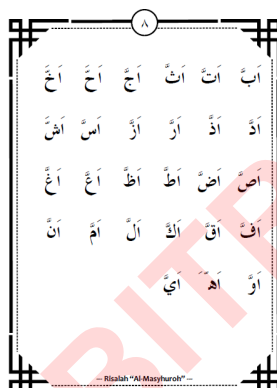 ٨
اَبَّ اَتَّ اَثَّ اَجَّ اَحَّ اَخَّ
اَدَّ اَذَّ اَرَّ اَزَّ اَسَّ اَشَّ
اَصَّ اَضَّ اَطَّ اَظَّ اَعَّ اَغَّ
اَفَّ اَقَّ اَكَّ اَلَّ اَمَّ اَنَّ
اَوَّ اَهَّ اَيَّ
--- Risalah “Al-Masyhuroh” ---